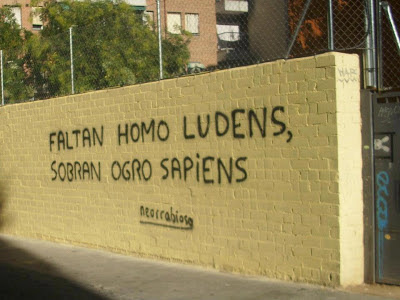 FALTAN HOMO LUDENS,
SOBRAN OGRO SAPiENS
neorrabioso